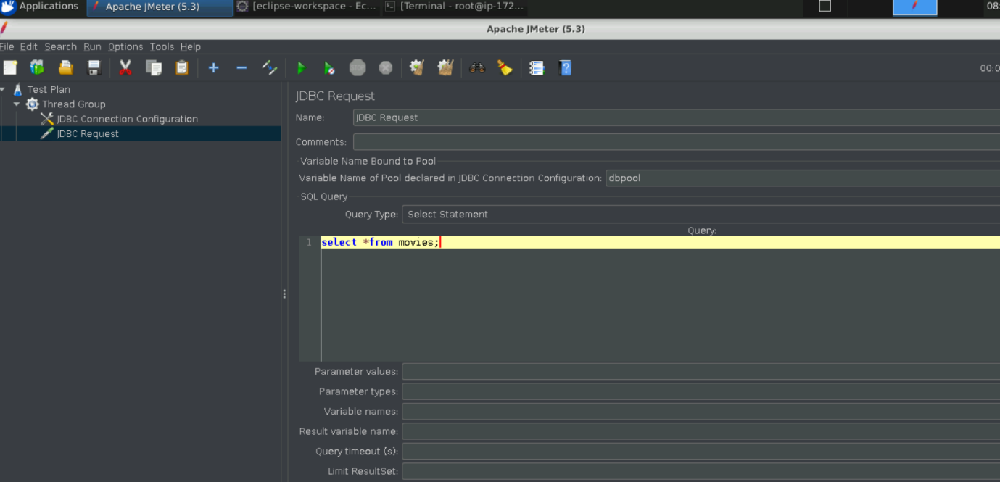 Applications Apache JMeter (5.3) [eclipse-workspace - Ec... [Terminal - root@ip-172... 08:
Apache JMeter (5.3)
File Edit Search Run Options Tools Help
00:0
Test Plan
Thread Group
JDBC Connection Configuration
JDBC Request
JDBC Request
Name: JDBC Request
Comments:
Variable Name Bound to Pool
Variable Name of Pool declared in JDBC Connection Configuration: dbpool
SQL Query
Query Type: Select Statement
Query:
1 select *from movies;
Parameter values:
Parameter types:
Variable names:
Result variable name:
Query timeout (s):
Limit ResultSet: